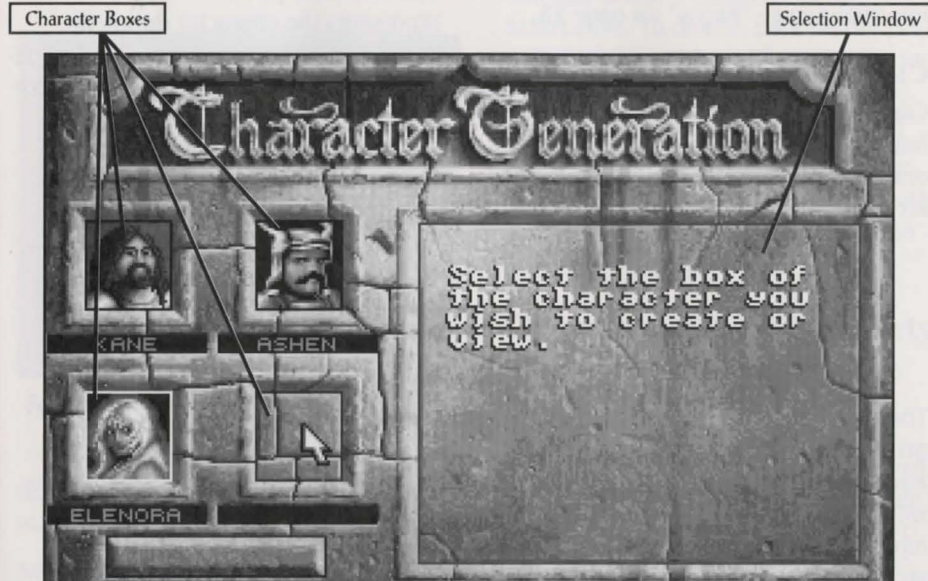 Character Boxes
Selection Window
Character Generation
Select the box of
the character you
wish to create or
view.
KANE
ASHEN
ELENORA